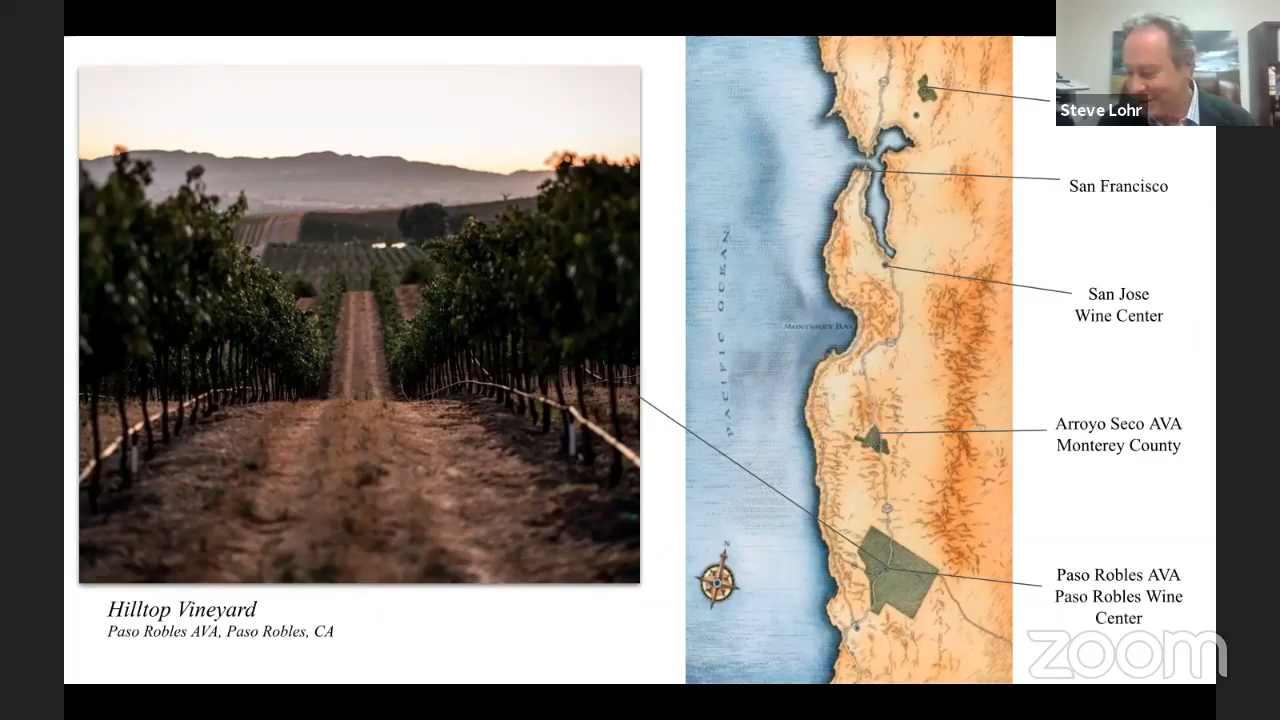 Steve Lohr
San Francisco
San Jose
Wine Center
PACIFIC OCEAN
MONTEREY BAY
Arroyo Seco AVA
Monterey County
N
Paso Robles AVA
Paso Robles Wine
Center
Hilltop Vineyard
Paso Robles AVA, Paso Robles, CA
zoom